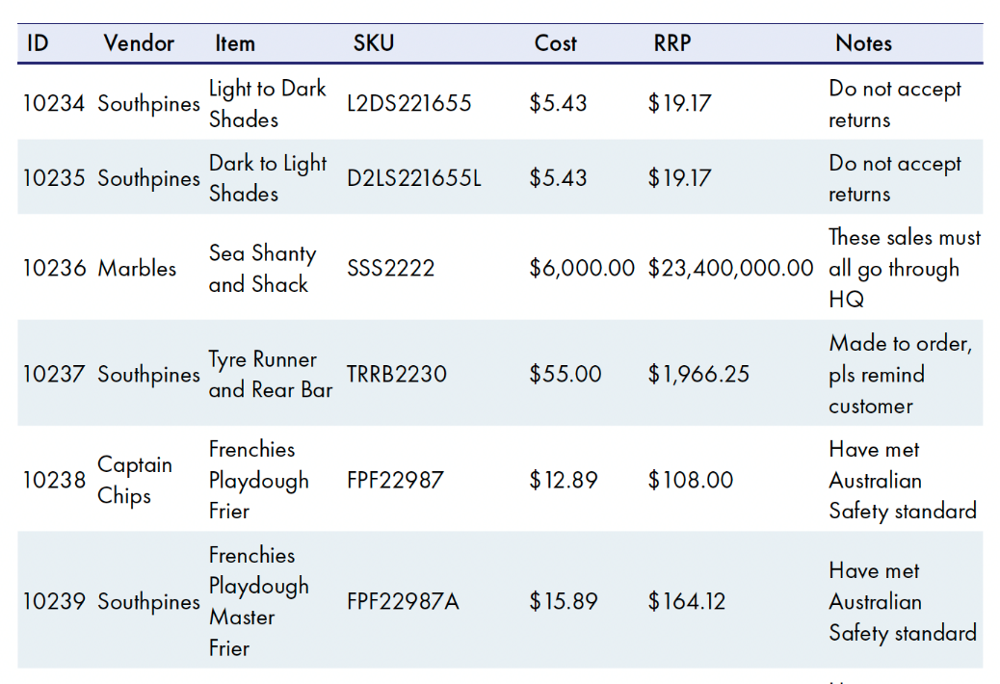 ID Vendor Item SKU Cost RRP Notes
10234 Southpines Light to Dark Shades L2DS221655 $5.43 $19.17 Do not accept returns
10235 Southpines Dark to Light Shades D2LS221655L $5.43 $19.17 Do not accept returns
10236 Marbles Sea Shanty and Shack SSS2222 $6,000.00 $23,400,000.00 These sales must all go through HQ
10237 Southpines Tyre Runner and Rear Bar TRRB2230 $55.00 $1,966.25 Made to order, pls remind customer
10238 Captain Chips Frenchies Playdough Frier FPF22987 $12.89 $108.00 Have met Australian Safety standard
10239 Southpines Frenchies Playdough Master Frier FPF22987A $15.89 $164.12 Have met Australian Safety standard